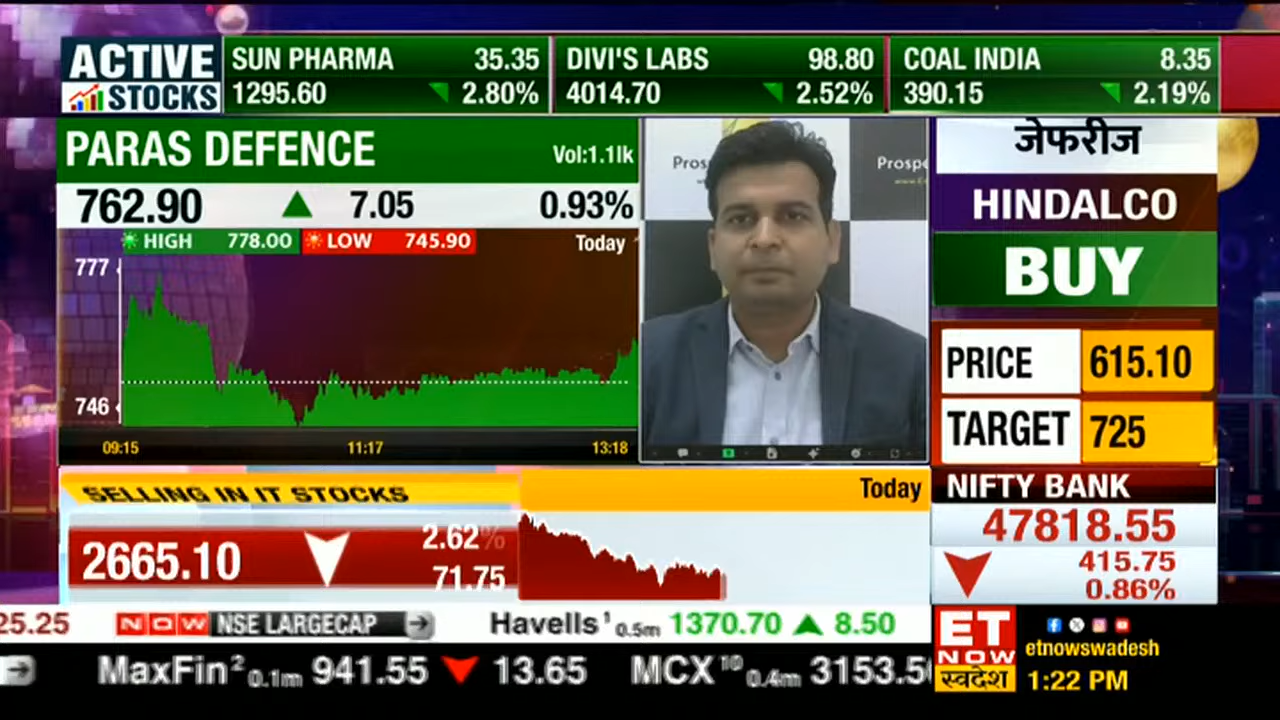 ACTIVE
STOCKS
SUN PHARMA 35.35
1295.60 2.80%
DIVI'S LABS 98.80
4014.70 2.52%
COAL INDIA 8.35
390.15 2.19%
PARAS DEFENCE Vol:1.1lk
762.90 7.05 0.93%
HIGH 778.00 LOW 745.90 Today
777
746
09:15 11:17 13:18
Prosp
Prospe
जेफरीज
HINDALCO
BUY
PRICE 615.10
TARGET 725
SELLING IN IT STOCKS Today
2665.10 2.62%
71.75
NIFTY BANK
47818.55
415.75
0.86%
25.25 NOW NSE LARGECAP Havells¹ 0.5m 1370.70 8.50
MaxFin² 0.1m 941.55 13.65 MCX¹⁰ 0.4m 3153.5
ET
NOW
स्वदेश
etnowswadesh
1:22 PM